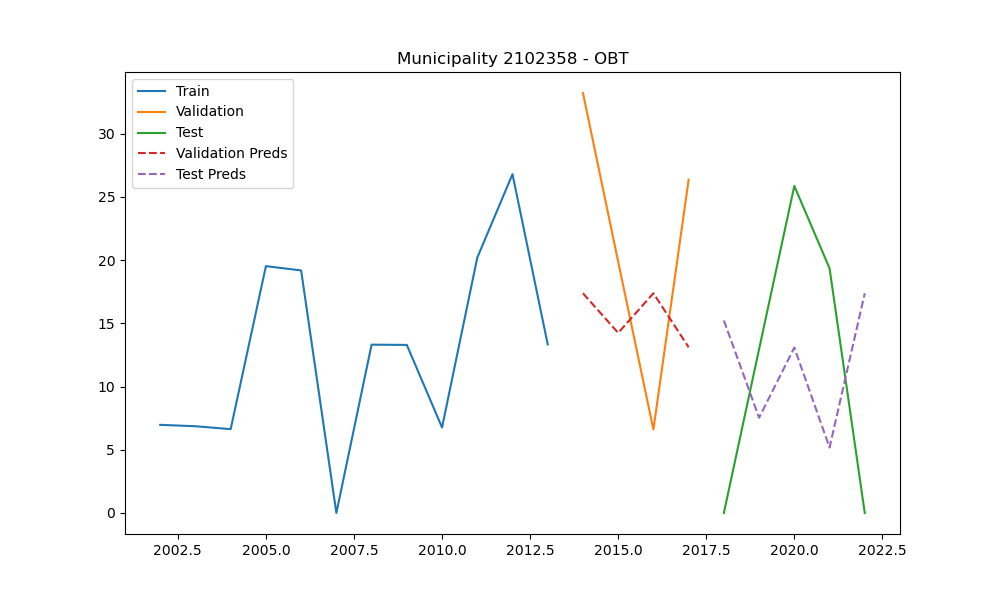 Municipality 2102358 - OBT
Train
Validation
Test
Validation Preds
Test Preds
30
25
20
15
10
5
0
2002.5 2005.0 2007.5 2010.0 2012.5 2015.0 2017.5 2020.0 2022.5